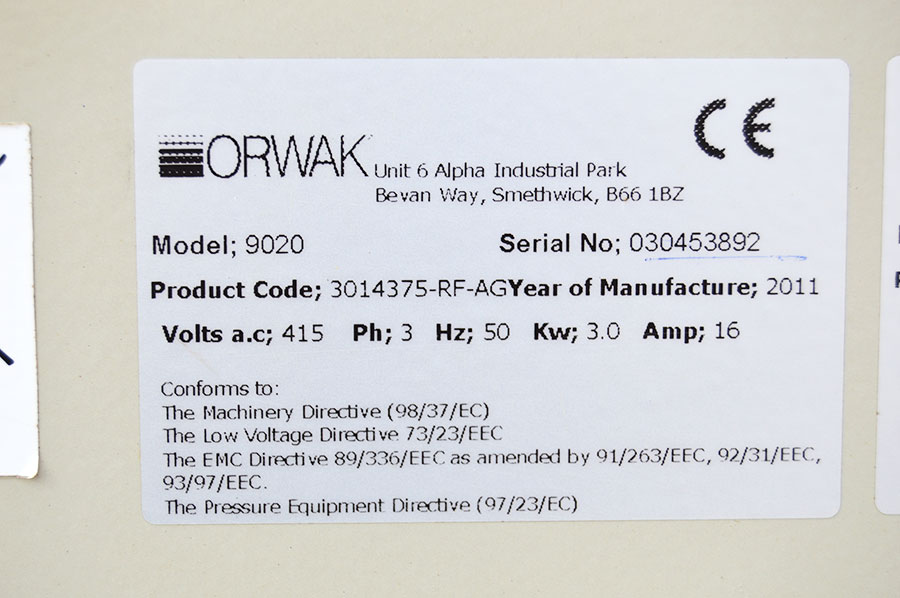 CE
ORWAK Unit 6 Alpha Industrial Park
Bevan Way, Smethwick, B66 1BZ
Model; 9020 Serial No; 030453892
Product Code; 3014375-RF-AG Year of Manufacture; 2011
Volts a.c; 415 Ph; 3 Hz; 50 Kw; 3.0 Amp; 16
Conforms to:
The Machinery Directive (98/37/EC)
The Low Voltage Directive 73/23/EEC
The EMC Directive 89/336/EEC as amended by 91/263/EEC, 92/31/EEC,
93/97/EEC.
The Pressure Equipment Directive (97/23/EC)